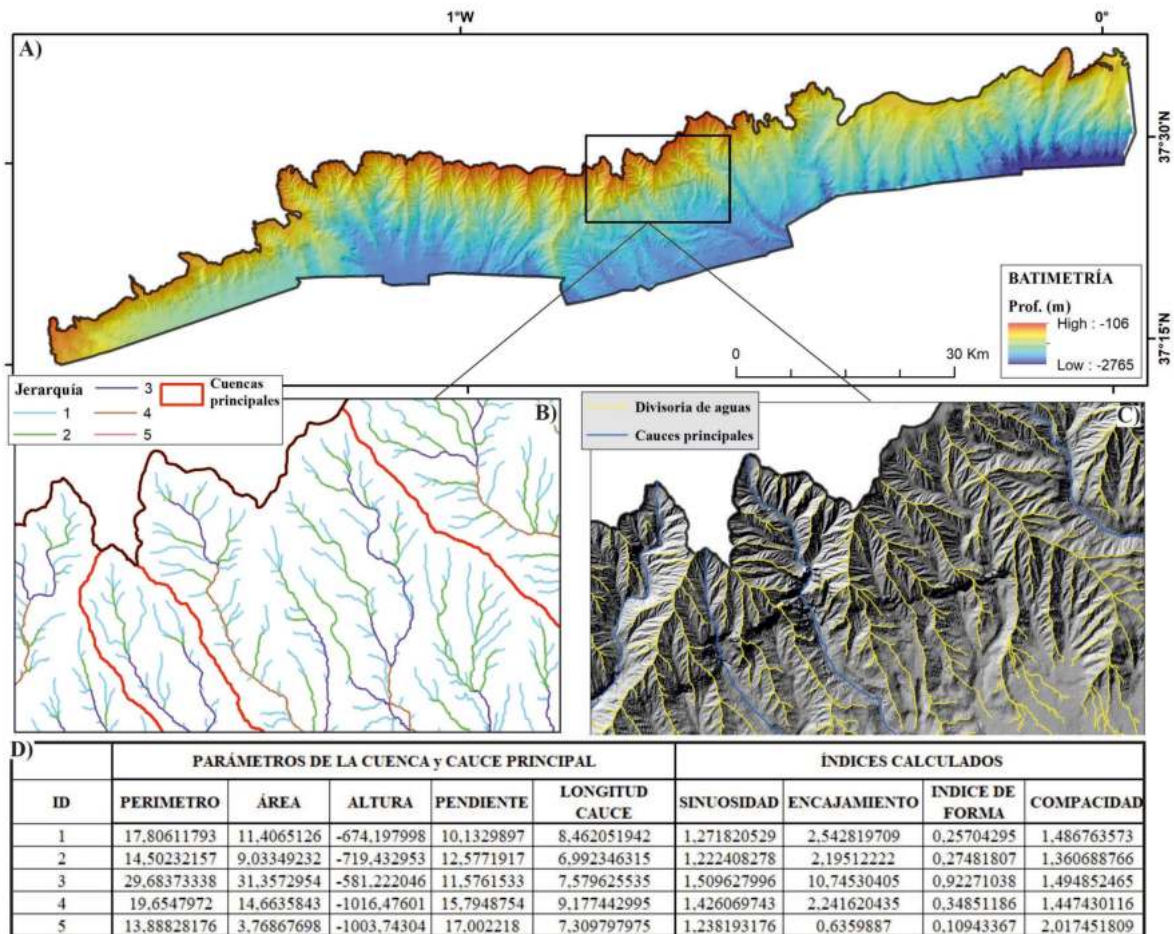 1°W
0°
A)
37°30'N
BATIMETRÍA
Prof. (m)
High : -106
Low : -2765
37°15'N
0
30 Km
Jerarquía
1
2
3
4
5
Cuencas principales
B)
Divisoria de aguas
Cauces principales
C)
D)
PARÁMETROS DE LA CUENCA y CAUCE PRINCIPAL ÍNDICES CALCULADOS
ID PERIMETRO ÁREA ALTURA PENDIENTE LONGITUD CAUCE SINUOSIDAD ENCAJAMIENTO INDICE DE FORMA COMPACIDAD
1 17,80611793 11,4065126 -674,197998 10,1329897 8,462051942 1,271820529 2,542819709 0,25704295 1,486763573
2 14,50232157 9,03349232 -719,432953 12,5771917 6,992346315 1,222408278 2,19512222 0,27481807 1,360688766
3 29,68373338 31,3572954 -581,222046 11,5761533 7,579625535 1,509627996 10,74530405 0,92271038 1,494852465
4 19,6547972 14,6635843 -1016,47601 15,7948754 9,177442995 1,426069743 2,241620435 0,34851186 1,447430116
5 13,88828176 3,76867698 -1003,74304 17,002218 7,309797975 1,238193176 0,6359887 0,10943367 2,017451809